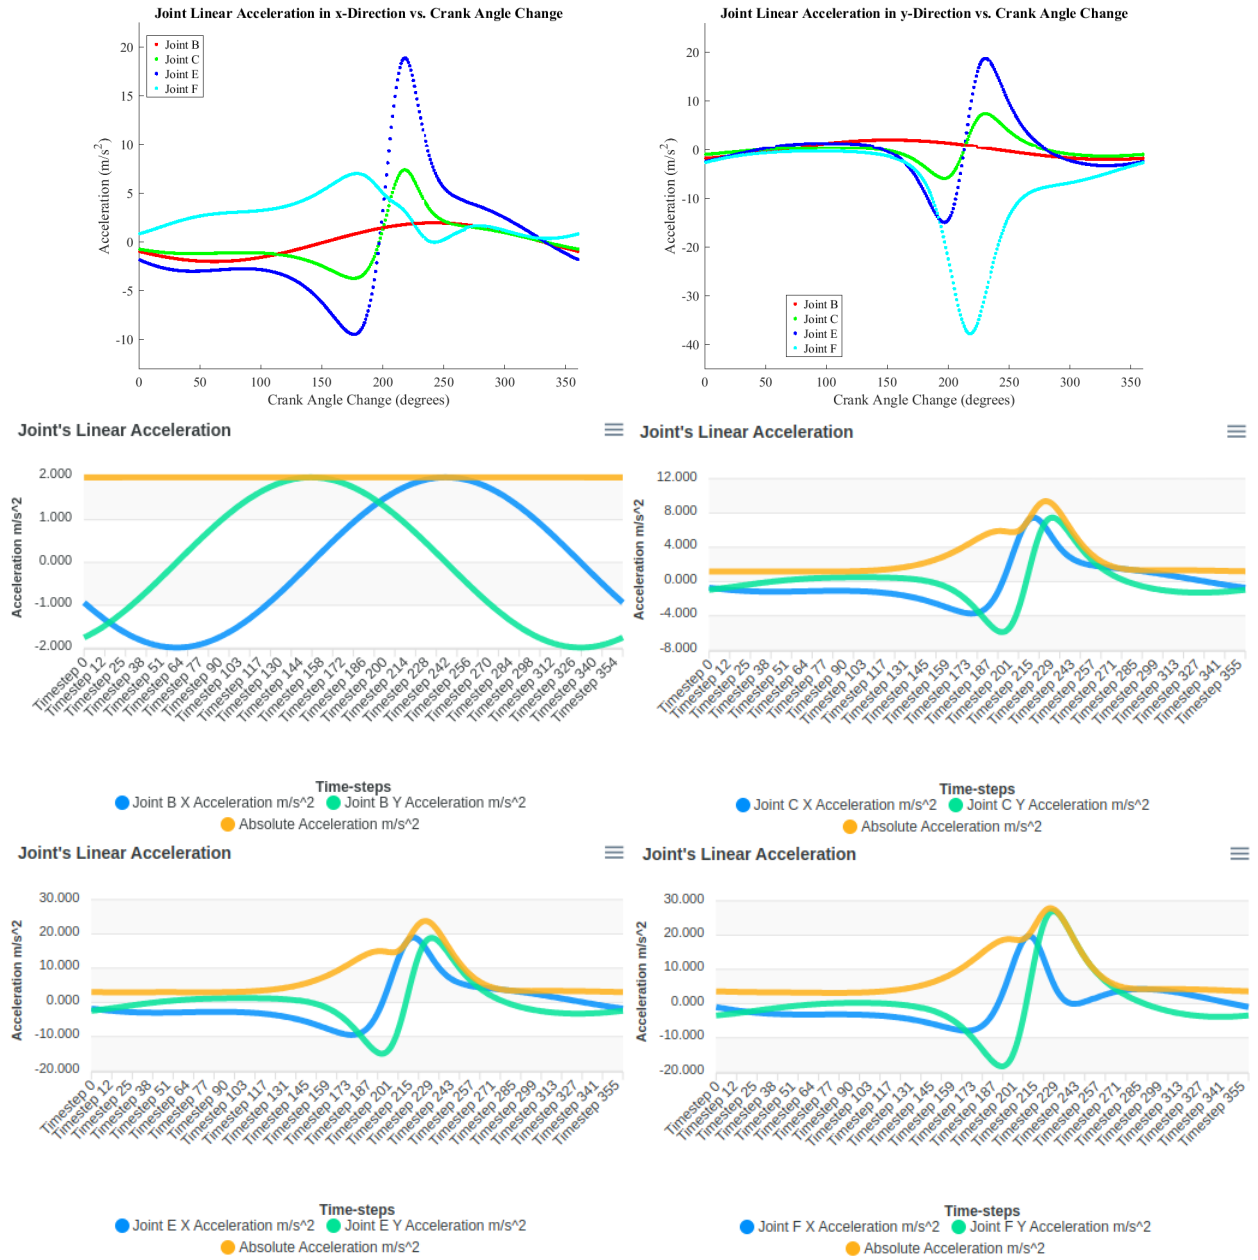 Joint Linear Acceleration in x-Direction vs. Crank Angle Change
20
15
10
5
0
-5
-10
Acceleration (m/s2)
Joint B
Joint C
Joint E
Joint F
0 50 100 150 200 250 300 350
Crank Angle Change (degrees)
Joint Linear Acceleration in y-Direction vs. Crank Angle Change
20
10
0
-10
-20
-30
-40
Acceleration (m/s2)
Joint B
Joint C
Joint E
Joint F
0 50 100 150 200 250 300 350
Crank Angle Change (degrees)
Joint's Linear Acceleration
2.000
1.000
0.000
-1.000
-2.000
Acceleration m/s^2
Timestep 0 Timestep 12 Timestep 25 Timestep 38 Timestep 51 Timestep 64 Timestep 77 Timestep 90 Timestep 103 Timestep 117 Timestep 130 Timestep 144 Timestep 158 Timestep 172 Timestep 186 Timestep 200 Timestep 214 Timestep 228 Timestep 242 Timestep 256 Timestep 270 Timestep 284 Timestep 298 Timestep 312 Timestep 326 Timestep 340 Timestep 354
Time-steps
Joint B X Acceleration m/s^2 Joint B Y Acceleration m/s^2
Absolute Acceleration m/s^2
Joint's Linear Acceleration
12.000
8.000
4.000
0.000
-4.000
-8.000
Acceleration m/s^2
Timestep 0 Timestep 12 Timestep 25 Timestep 38 Timestep 51 Timestep 64 Timestep 77 Timestep 90 Timestep 103 Timestep 117 Timestep 131 Timestep 145 Timestep 159 Timestep 173 Timestep 187 Timestep 201 Timestep 215 Timestep 229 Timestep 243 Timestep 257 Timestep 271 Timestep 285 Timestep 299 Timestep 313 Timestep 327 Timestep 341 Timestep 355
Time-steps
Joint C X Acceleration m/s^2 Joint C Y Acceleration m/s^2
Absolute Acceleration m/s^2
Joint's Linear Acceleration
30.000
20.000
10.000
0.000
-10.000
-20.000
Acceleration m/s^2
Timestep 0 Timestep 12 Timestep 25 Timestep 38 Timestep 51 Timestep 64 Timestep 77 Timestep 90 Timestep 103 Timestep 117 Timestep 131 Timestep 145 Timestep 159 Timestep 173 Timestep 187 Timestep 201 Timestep 215 Timestep 229 Timestep 243 Timestep 257 Timestep 271 Timestep 285 Timestep 299 Timestep 313 Timestep 327 Timestep 341 Timestep 355
Time-steps
Joint E X Acceleration m/s^2 Joint E Y Acceleration m/s^2
Absolute Acceleration m/s^2
Joint's Linear Acceleration
30.000
20.000
10.000
0.000
-10.000
-20.000
Acceleration m/s^2
Timestep 0 Timestep 12 Timestep 25 Timestep 38 Timestep 51 Timestep 64 Timestep 77 Timestep 90 Timestep 103 Timestep 117 Timestep 131 Timestep 145 Timestep 159 Timestep 173 Timestep 187 Timestep 201 Timestep 215 Timestep 229 Timestep 243 Timestep 257 Timestep 271 Timestep 285 Timestep 299 Timestep 313 Timestep 327 Timestep 341 Timestep 355
Time-steps
Joint F X Acceleration m/s^2 Joint F Y Acceleration m/s^2
Absolute Acceleration m/s^2